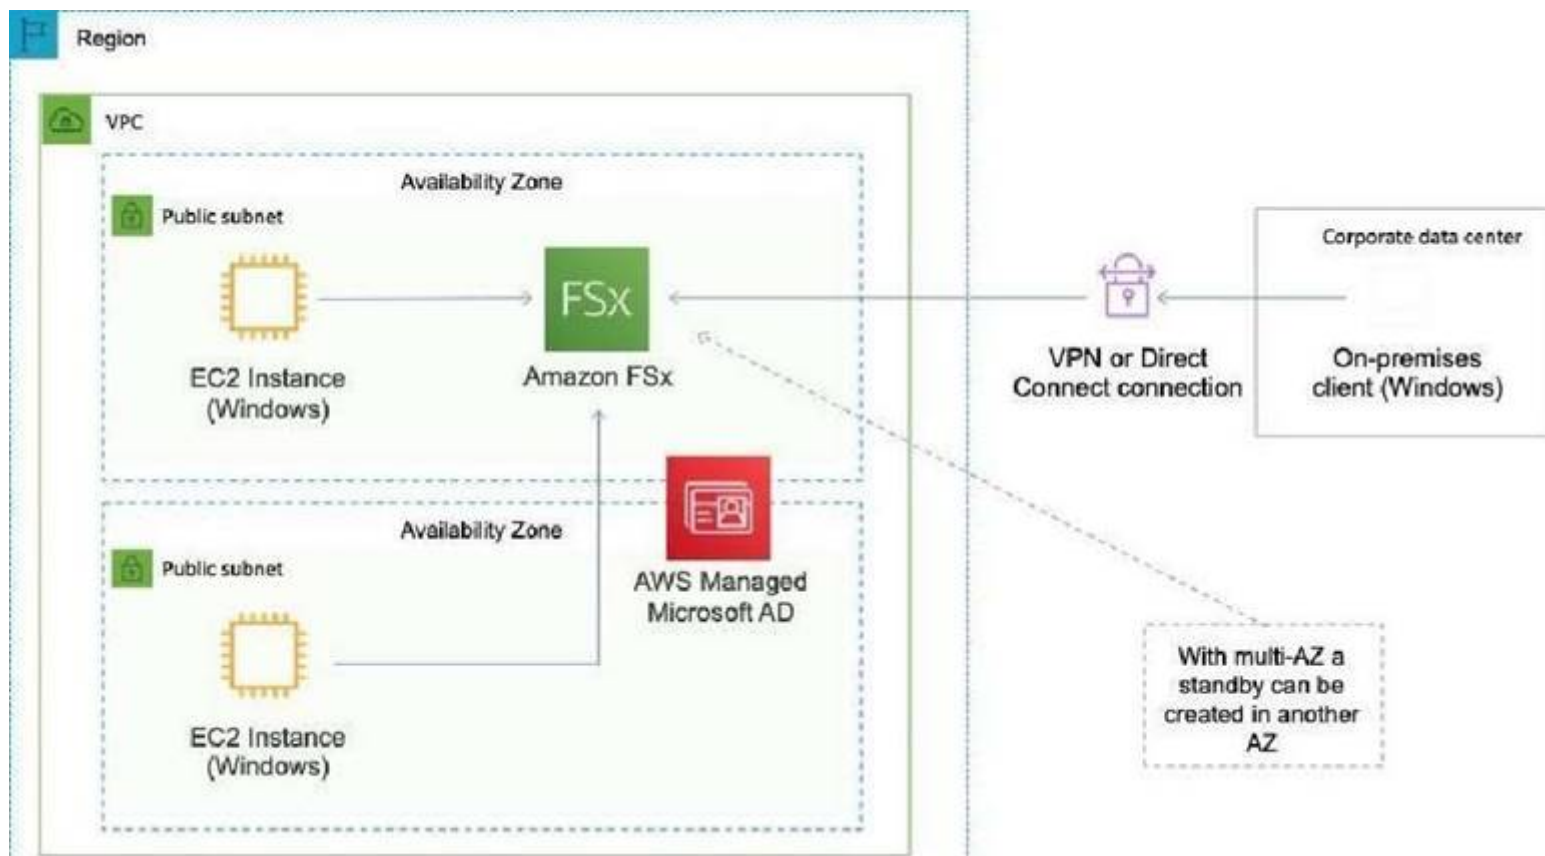 Region
VPC
Availability Zone
Public subnet
FSx
EC2 Instance
(Windows)
Amazon FSx
Corporate data center
VPN or Direct
Connect connection
On-premises
client (Windows)
Availability Zone
Public subnet
AWS Managed
Microsoft AD
EC2 Instance
(Windows)
With multi-AZ a
standby can be
created in another
AZ